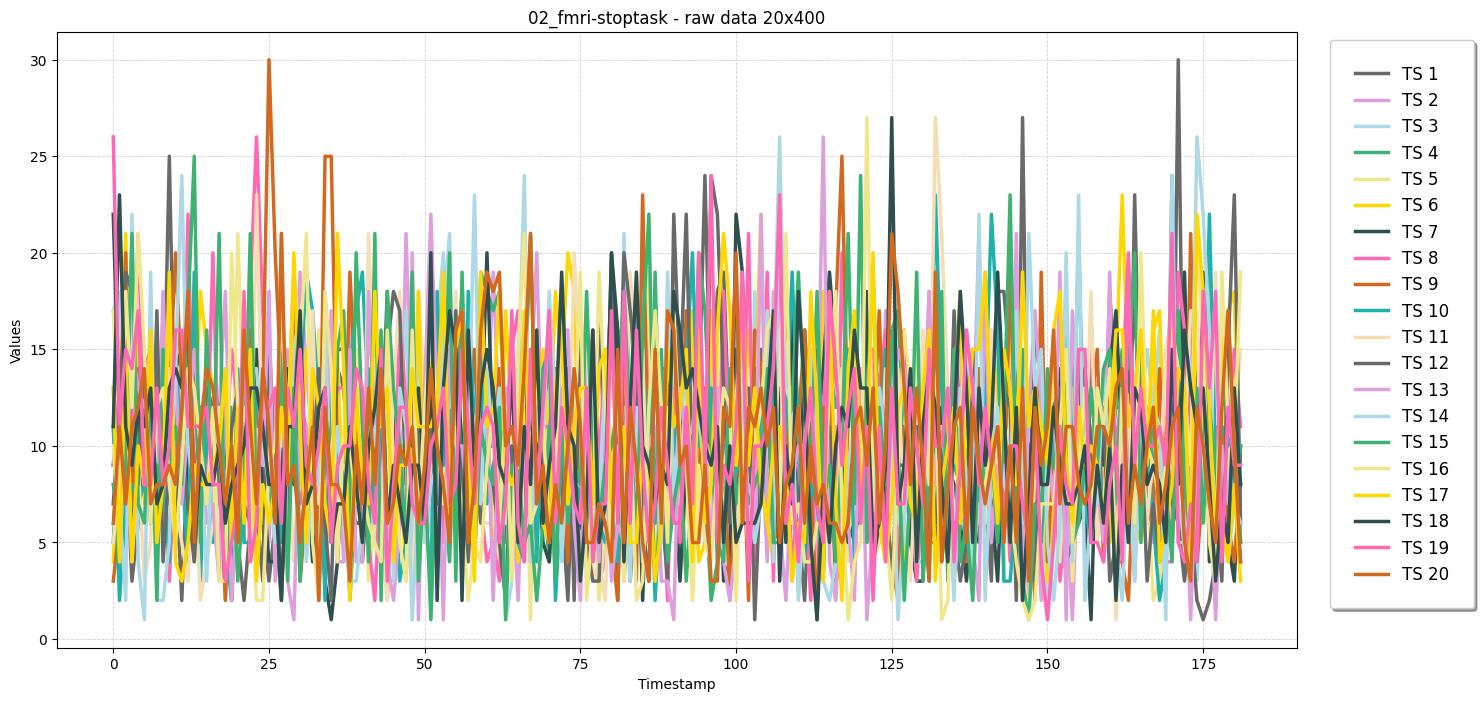 02_fmri-stoptask - raw data 20x400
30
25
20
15
10
5
0
Values
0 25 50 75 100 125 150 175
Timestamp
TS 1
TS 2
TS 3
TS 4
TS 5
TS 6
TS 7
TS 8
TS 9
TS 10
TS 11
TS 12
TS 13
TS 14
TS 15
TS 16
TS 17
TS 18
TS 19
TS 20